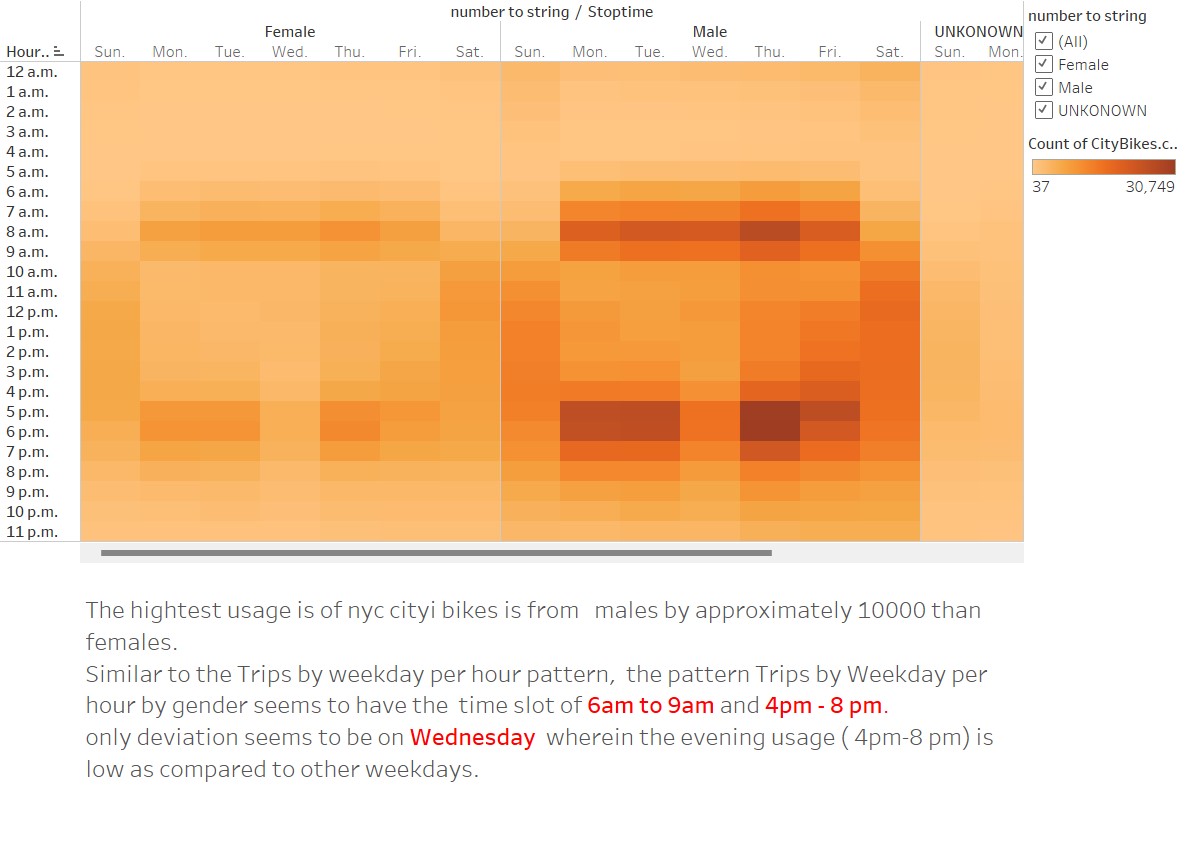 number to string / Stoptime
Female Male UNKONOWN
Hour.. Sun. Mon. Tue. Wed. Thu. Fri. Sat. Sun. Mon. Tue. Wed. Thu. Fri. Sat. Sun. Mon.
12 a.m.
1 a.m.
2 a.m.
3 a.m.
4 a.m.
5 a.m.
6 a.m.
7 a.m.
8 a.m.
9 a.m.
10 a.m.
11 a.m.
12 p.m.
1 p.m.
2 p.m.
3 p.m.
4 p.m.
5 p.m.
6 p.m.
7 p.m.
8 p.m.
9 p.m.
10 p.m.
11 p.m.
number to string
(All)
Female
Male
UNKONOWN
Count of CityBikes.c..
37 30,749
The hightest usage is of nyc cityi bikes is from males by approximately 10000 than
females.
Similar to the Trips by weekday per hour pattern, the pattern Trips by Weekday per
hour by gender seems to have the time slot of 6am to 9am and 4pm - 8 pm.
only deviation seems to be on Wednesday wherein the evening usage ( 4pm-8 pm) is
low as compared to other weekdays.